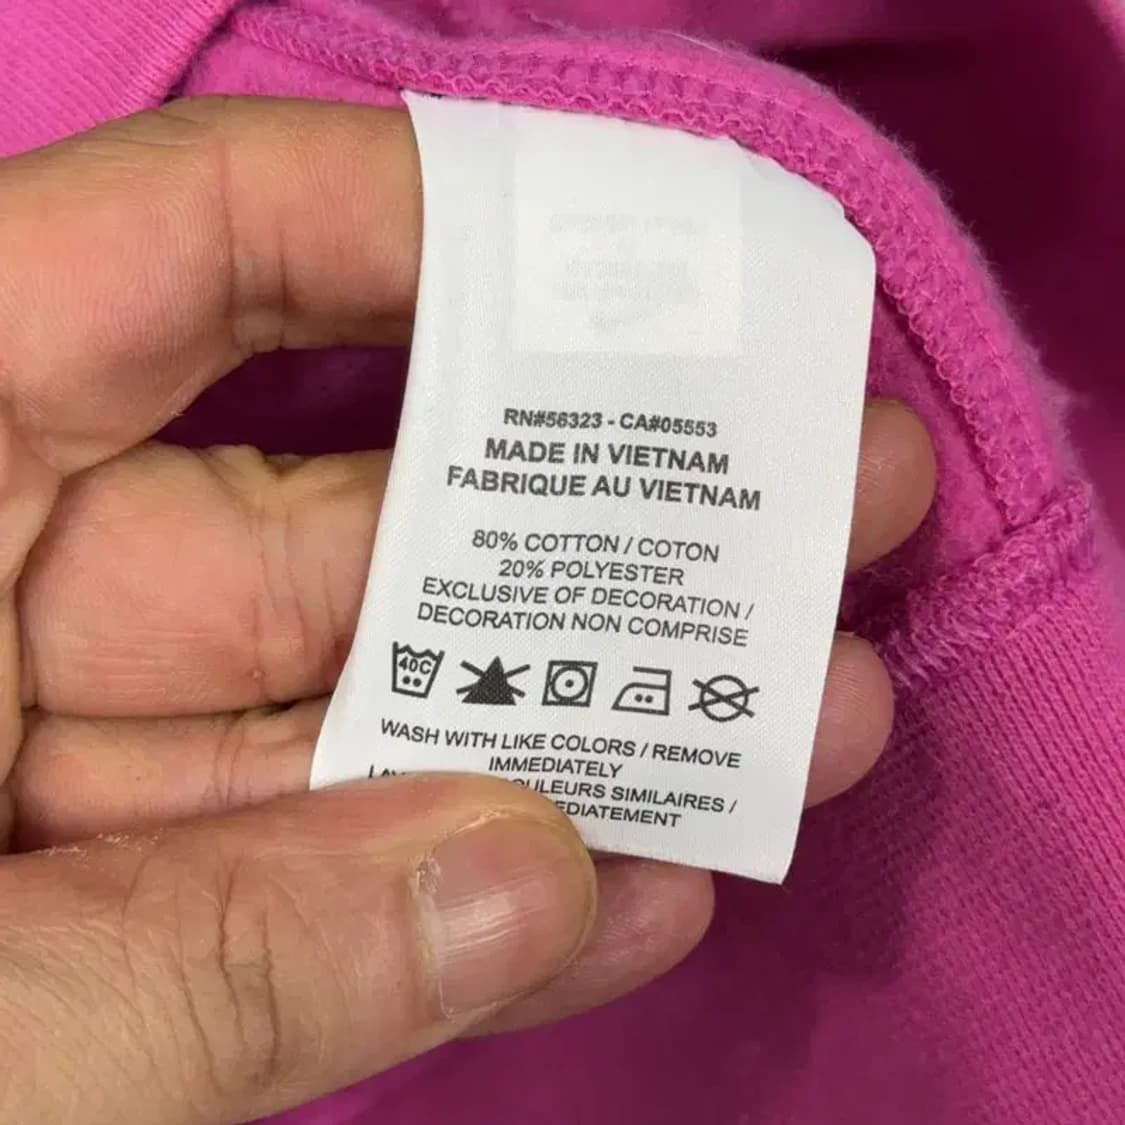 RN#56323 - CA#05553
MADE IN VIETNAM
FABRIQUE AU VIETNAM
80% COTTON / COTON
20% POLYESTER
EXCLUSIVE OF DECORATION /
DECORATION NON COMPRISE
40C
WASH WITH LIKE COLORS / REMOVE
IMMEDIATELY
SIMILAIRES /